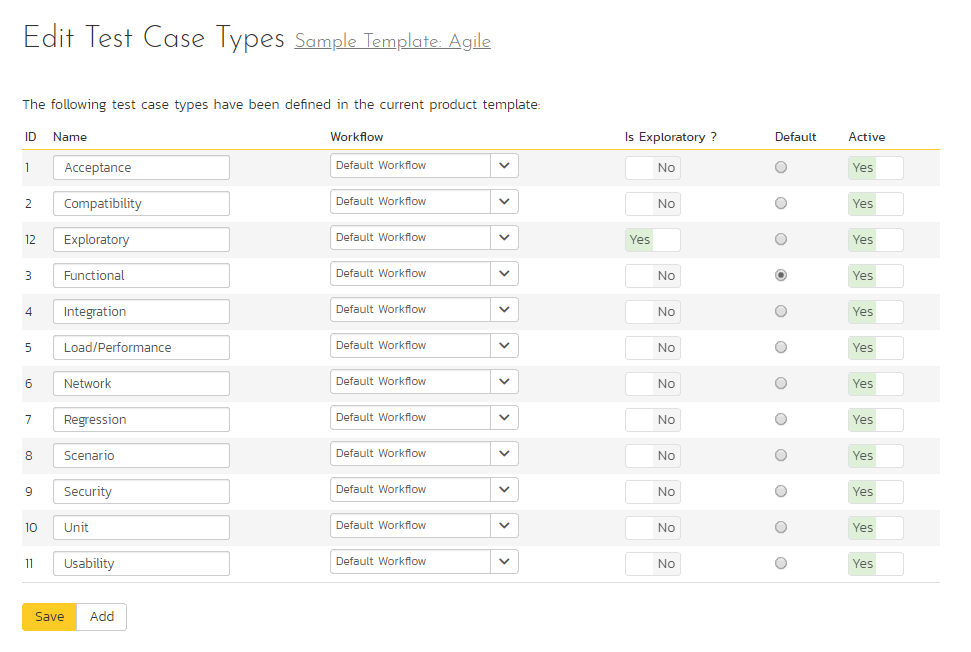 Edit Test Case Types Sample Template: Agile
The following test case types have been defined in the current product template:
ID Name Workflow Is Exploratory ? Default Active
1 Acceptance Default Workflow No Yes
2 Compatibility Default Workflow No Yes
12 Exploratory Default Workflow Yes Yes
3 Functional Default Workflow No Yes
4 Integration Default Workflow No Yes
5 Load/Performance Default Workflow No Yes
6 Network Default Workflow No Yes
7 Regression Default Workflow No Yes
8 Scenario Default Workflow No Yes
9 Security Default Workflow No Yes
10 Unit Default Workflow No Yes
11 Usability Default Workflow No Yes
Save Add